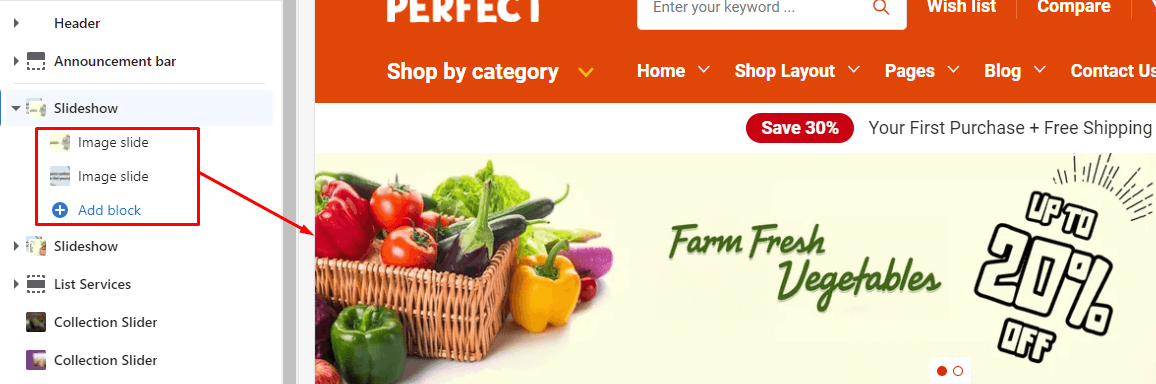 Header
Announcement bar
Slideshow
Image slide
Image slide
Add block
Slideshow
List Services
Collection Slider
Collection Slider
PERFECT
Enter your keyword ...
Wish list
Compare
Shop by category
Home
Shop Layout
Pages
Blog
Contact Us
Save 30%
Your First Purchase + Free Shipping
Farm Fresh
Vegetables
UP TO
20%
OFF